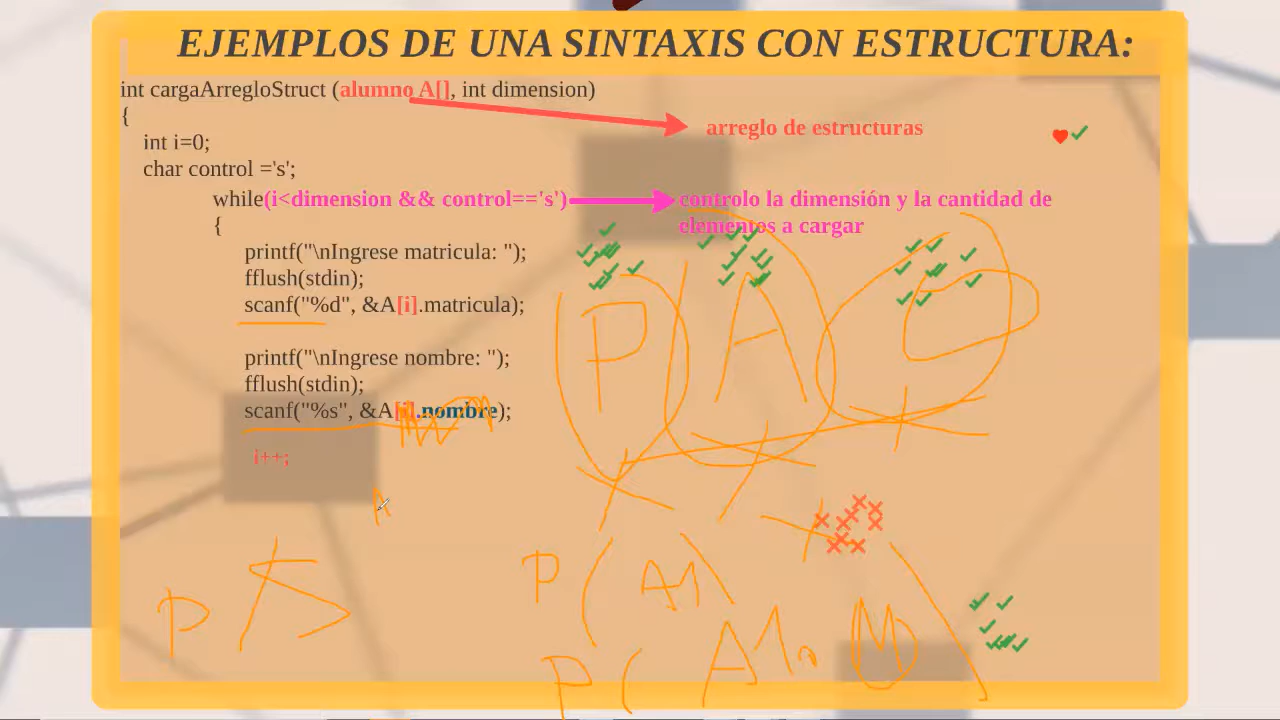 EJEMPLOS DE UNA SINTAXIS CON ESTRUCTURA:
int cargaArregloStruct (alumno A[], int dimension)
{
arreglo de estructuras
int i=0;
char control ='s';
while(i<dimension && control=='s')
controlo la dimensión y la cantidad de
elementos a cargar
{
printf("\nIngrese matricula: ");
fflush(stdin);
scanf("%d", &A[i].matricula);
printf("\nIngrese nombre: ");
fflush(stdin);
scanf("%s", &A[i].nombre);
i++;
P A
P
P
P